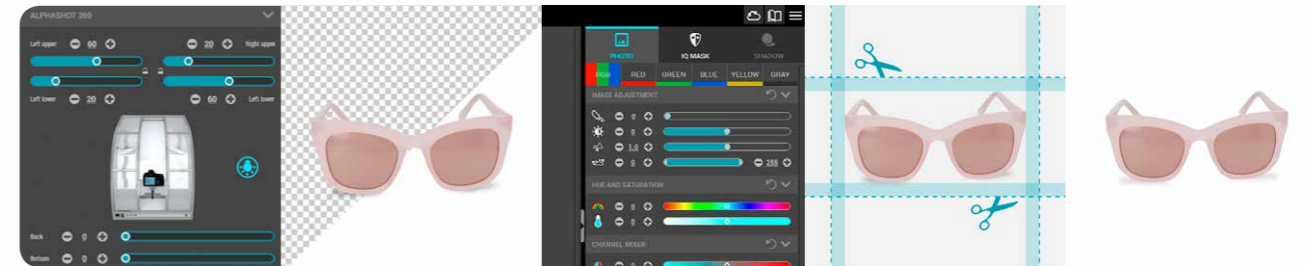 ALPHASHOT 360
Left upper 60 20 Right upper
Left lower 20 60 Left lower
Back 0
Bottom 0
PHOTO IQ MASK SHADOW
RGB RED GREEN BLUE YELLOW GRAY
IMAGE ADJUSTMENT
0
0
1.0
0 255
HUE AND SATURATION
0
0
CHANNEL MIXER
0